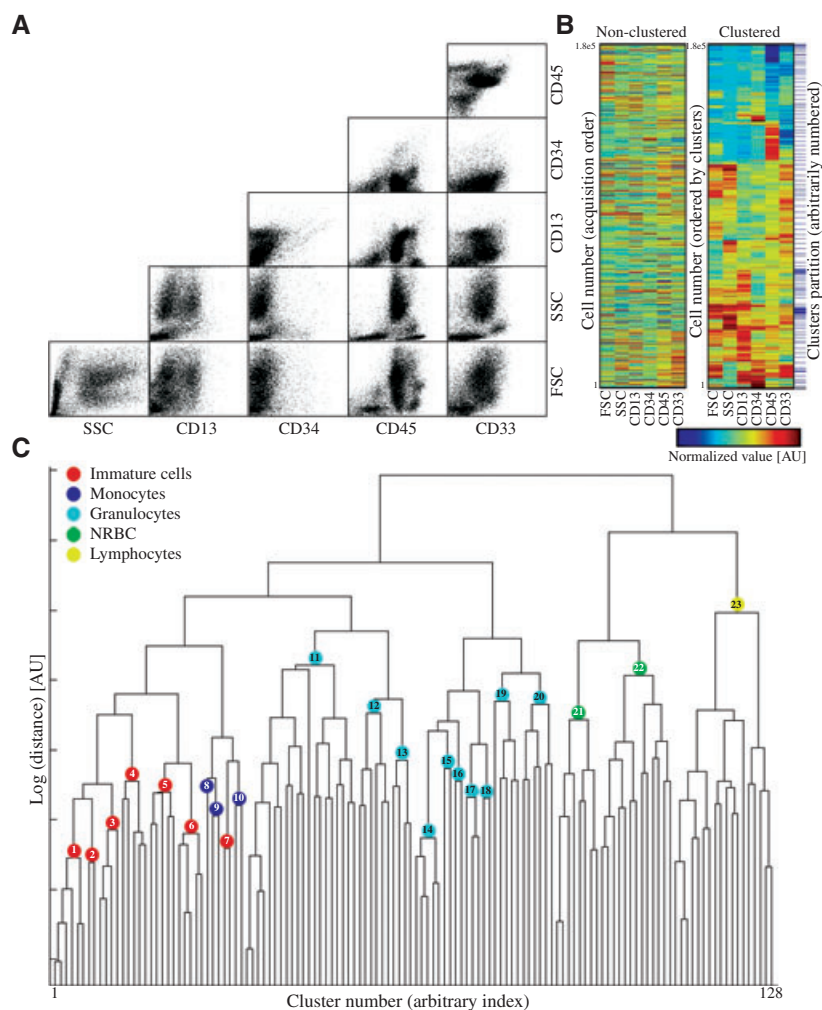 A
CD45
CD34
CD13
SSC
FSC
SSC CD13 CD34 CD45 CD33
B
Non-clustered Clustered
1.8e5 1.8e5
Cell number (acquisition order)
Cell number (ordered by clusters)
Clusters partition (arbitrarily numbered)
1 1
FSC SSC CD13 CD34 CD45 CD33 FSC SSC CD13 CD34 CD45 CD33
Normalized value [AU]
C
Immature cells
Monocytes
Granulocytes
NRBC
Lymphocytes
Log (distance) [AU]
23
11 22
12 19 20 21
13
4 5 8 15 16
9 10 17 18
3 6 7 14
1 2
1 128
Cluster number (arbitrary index)